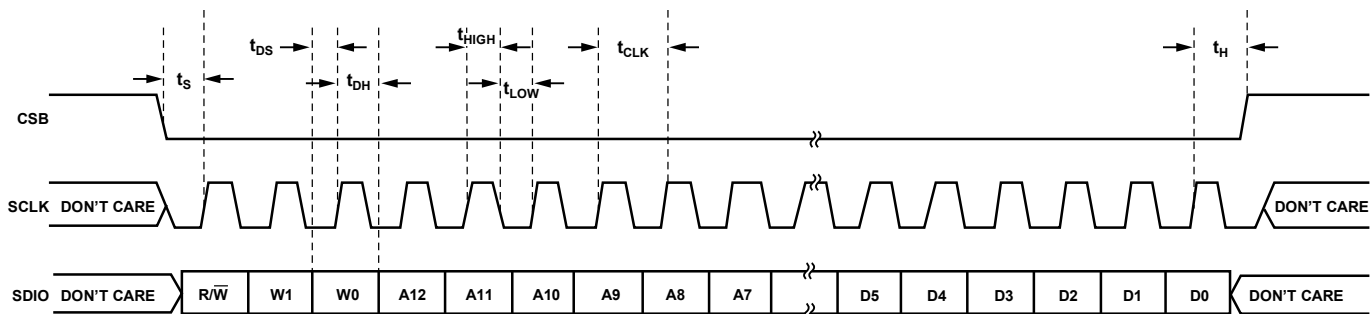 tHIGH
tDS
tCLK
tH
tS
tDH
tLOW
CSB
SCLK DON'T CARE
DON'T CARE
SDIO DON'T CARE R/W̅ W1 W0 A12 A11 A10 A9 A8 A7 D5 D4 D3 D2 D1 D0 DON'T CARE